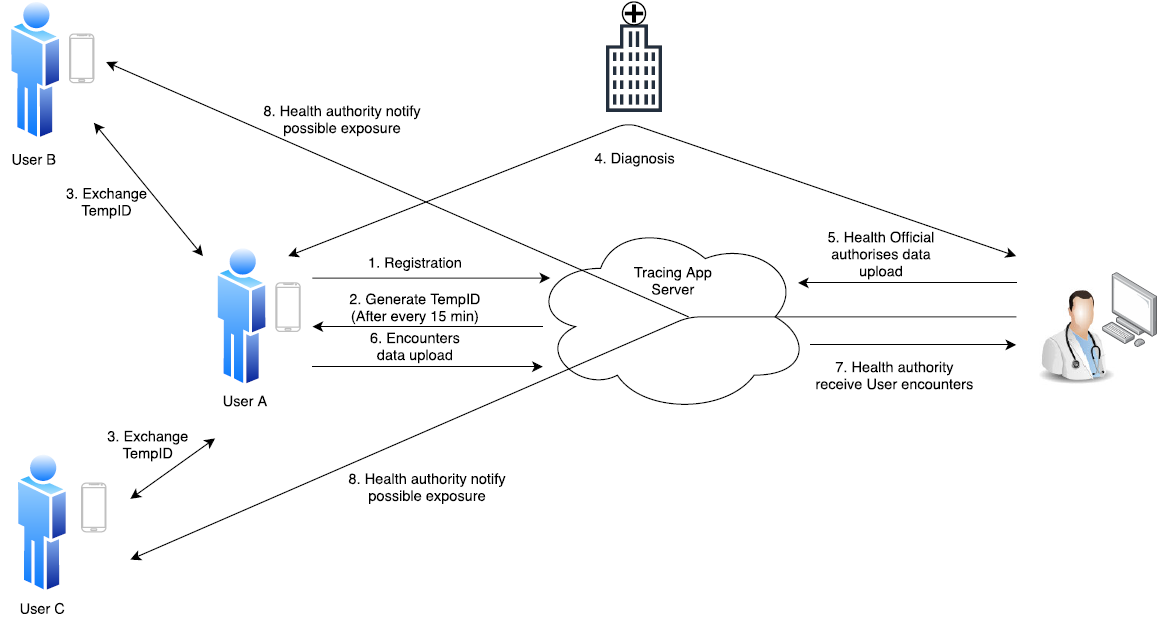 8. Health authority notify
possible exposure
4. Diagnosis
User B
3. Exchange
TempID
5. Health Official
authorises data
upload
1. Registration
Tracing App
Server
2. Generate TempID
(After every 15 min)
6. Encounters
data upload
7. Health authority
receive User encounters
User A
3. Exchange
TempID
8. Health authority notify
possible exposure
User C